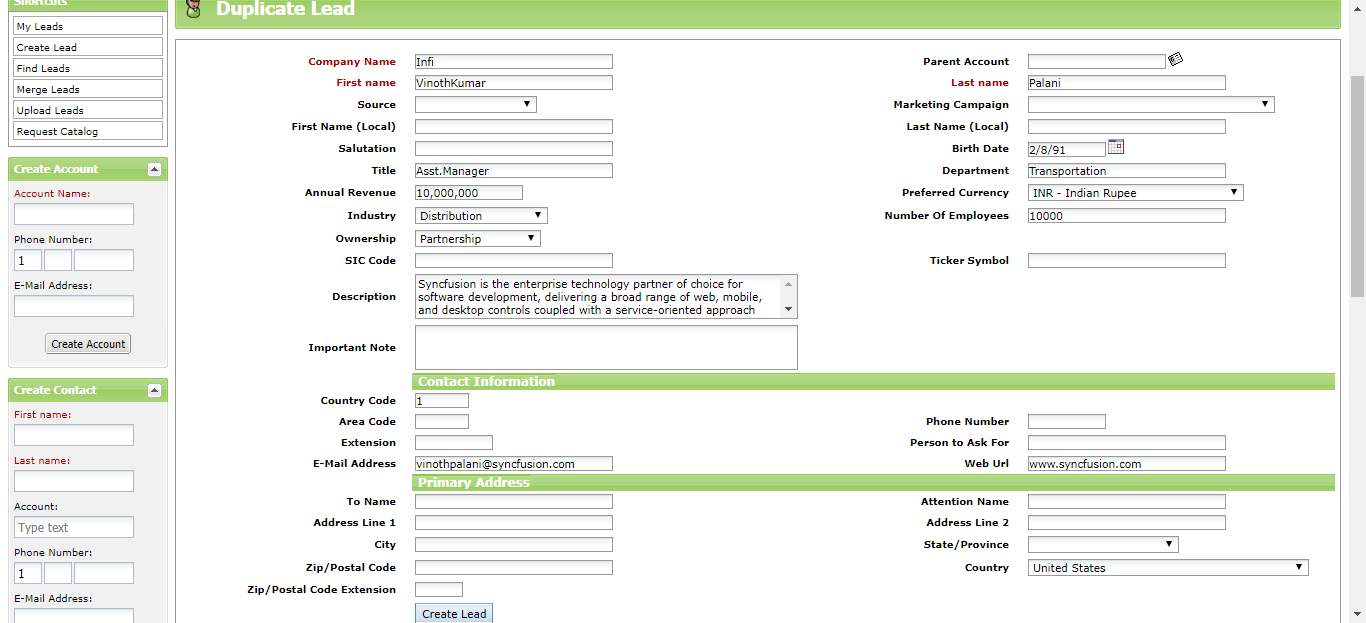 Shortcuts
My Leads
Create Lead
Find Leads
Merge Leads
Upload Leads
Request Catalog
Create Account
Account Name:
Phone Number:
1
E-Mail Address:
Create Account
Create Contact
First name:
Last name:
Account:
Type text
Phone Number:
1
E-Mail Address:
Duplicate Lead
Company Name Infi Parent Account
First name VinothKumar Last name Palani
Source Marketing Campaign
First Name (Local) Last Name (Local)
Salutation Birth Date 2/8/91
Title Asst.Manager Department Transportation
Annual Revenue 10,000,000 Preferred Currency INR - Indian Rupee
Industry Distribution Number Of Employees 10000
Ownership Partnership
SIC Code Ticker Symbol
Description
Syncfusion is the enterprise technology partner of choice for
software development, delivering a broad range of web, mobile,
and desktop controls coupled with a service-oriented approach
Important Note
Contact Information
Country Code 1
Area Code Phone Number
Extension Person to Ask For
E-Mail Address vinothpalani@syncfusion.com Web Url www.syncfusion.com
Primary Address
To Name Attention Name
Address Line 1 Address Line 2
City State/Province
Zip/Postal Code Country United States
Zip/Postal Code Extension
Create Lead